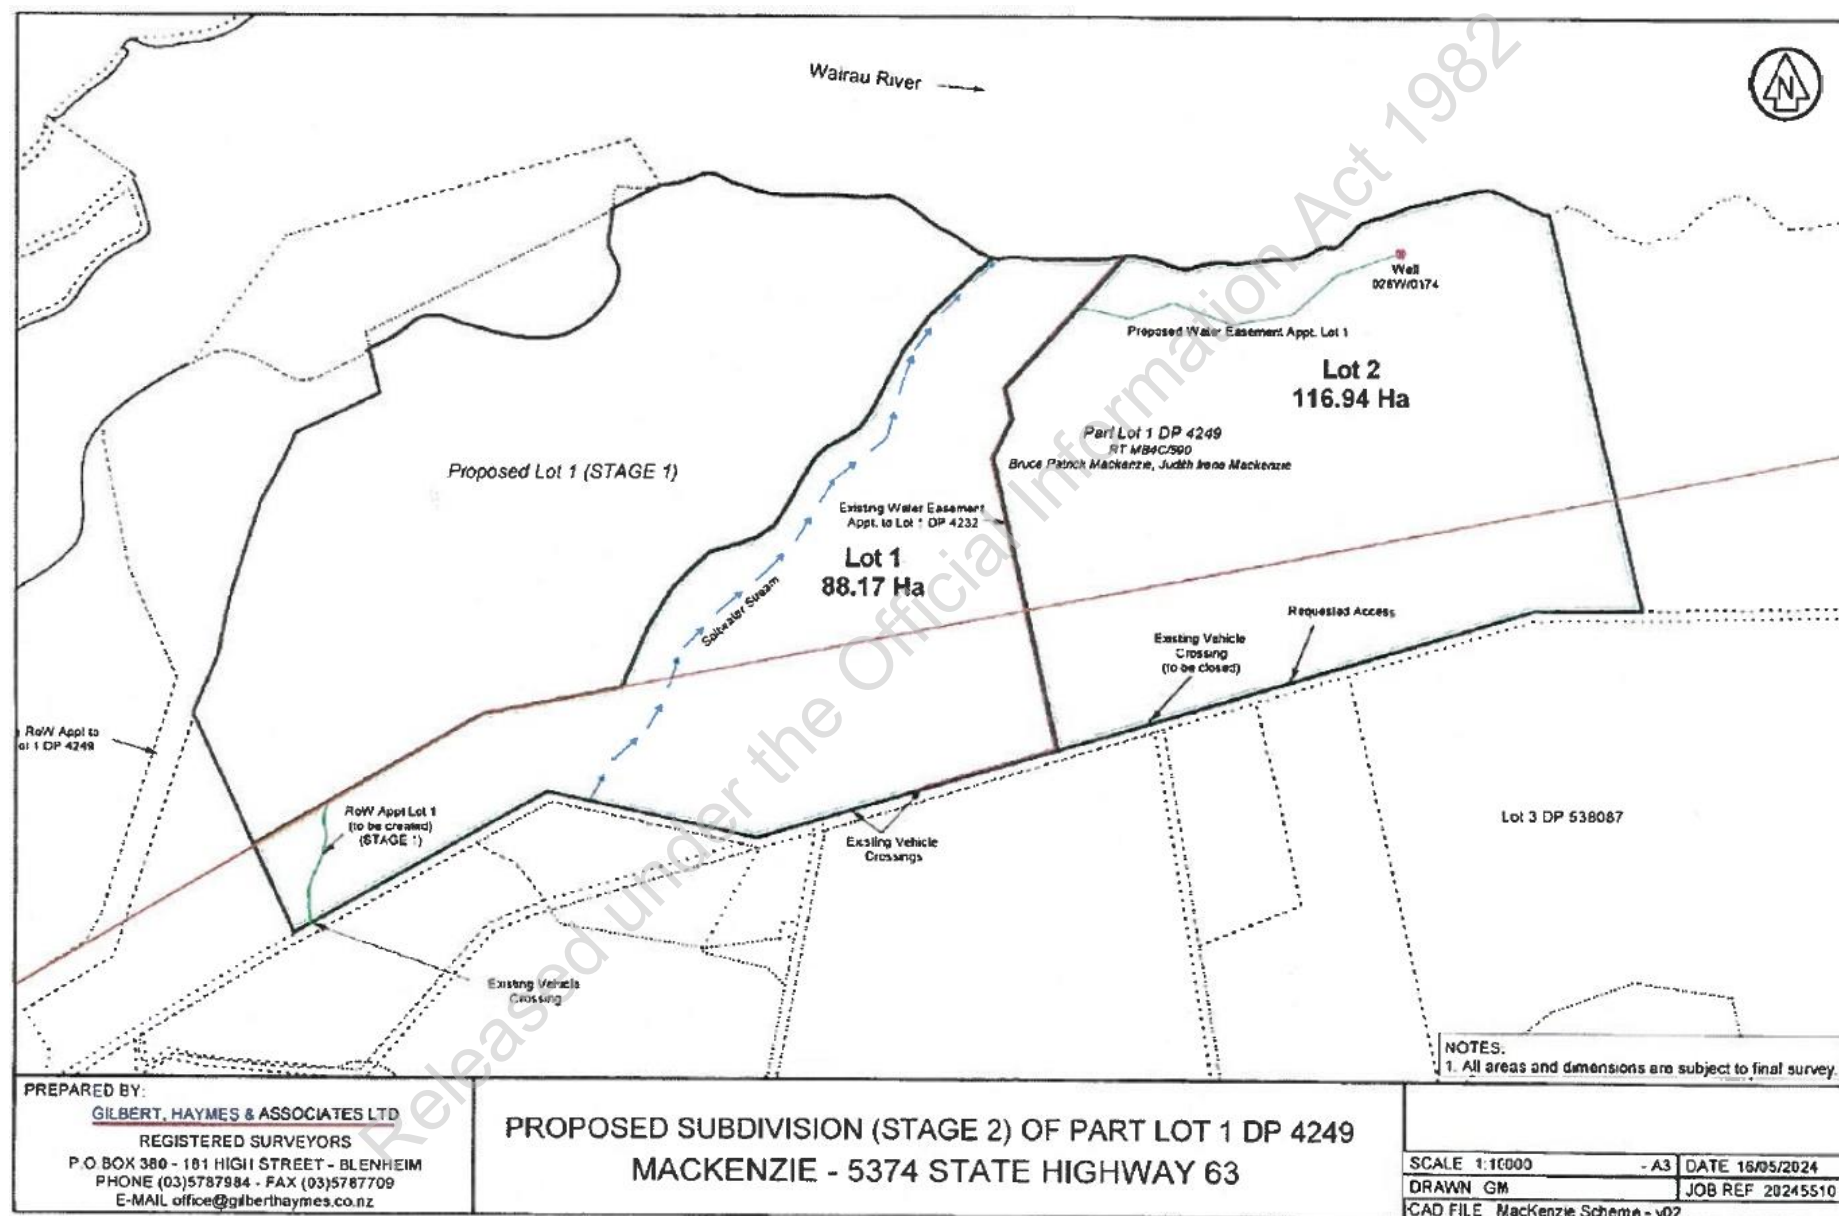 Wairau River
N
Released under the Official Information Act 1982
Well
Proposed Water Easement Appt. Lot 1
Lot 2
116.94 Ha
Part Lot 1 DP 4249
RT MB4C/590
Bruce Patrick Mackenzie, Judith Irene Mackenzie
Proposed Lot 1 (STAGE 1)
Existing Water Easement
Appt. to Lot 1 DP 4232
Lot 1
88.17 Ha
Saltwater Stream
Requested Access
Existing Vehicle
Crossing
(to be closed)
RoW Appt to
ot 1 DP 4249
RoW Appt Lot 1
(to be created)
(STAGE 1)
Existing Vehicle
Crossings
Lot 3 DP 538087
Existing Vehicle
Crossing
NOTES:
1. All areas and dimensions are subject to final survey.
PREPARED BY:
GILBERT, HAYMES & ASSOCIATES LTD
REGISTERED SURVEYORS
P.O BOX 380 - 181 HIGH STREET - BLENHEIM
PHONE (03)5787984 - FAX (03)5787709
E-MAIL office@gilberthaymes.co.nz
PROPOSED SUBDIVISION (STAGE 2) OF PART LOT 1 DP 4249
MACKENZIE - 5374 STATE HIGHWAY 63
SCALE 1:10000 - A3
DATE 16/05/2024
DRAWN GM
JOB REF 20245510
CAD FILE MacKenzie Scheme - v02